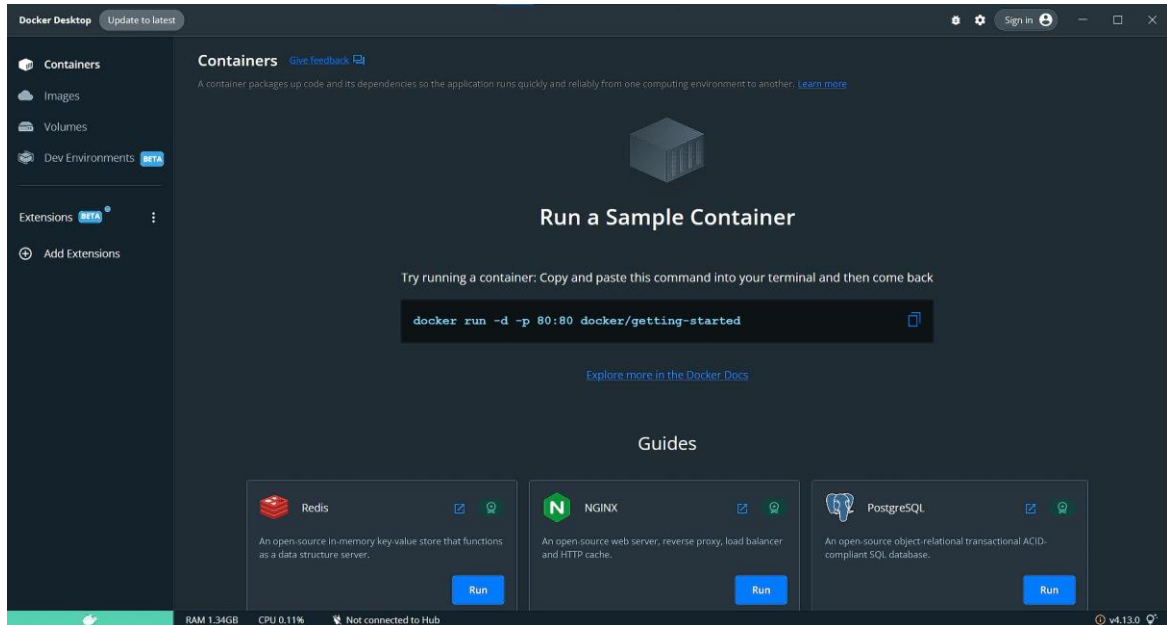 Docker Desktop Update to latest Sign in
Containers
Images
Volumes
Dev Environments BETA
Extensions BETA
Add Extensions
Containers Give feedback
A container packages up code and its dependencies so the application runs quickly and reliably from one computing environment to another. Learn more
Run a Sample Container
Try running a container: Copy and paste this command into your terminal and then come back
docker run -d -p 80:80 docker/getting-started
Explore more in the Docker Docs
Guides
Redis
An open-source in-memory key-value store that functions
as a data structure server.
Run
N NGINX
An open-source web server, reverse proxy, load balancer
and HTTP cache.
Run
PostgreSQL
An open-source object-relational transactional ACID-
compliant SQL database.
Run
RAM 1.34GB CPU 0.11% Not connected to Hub v4.13.0